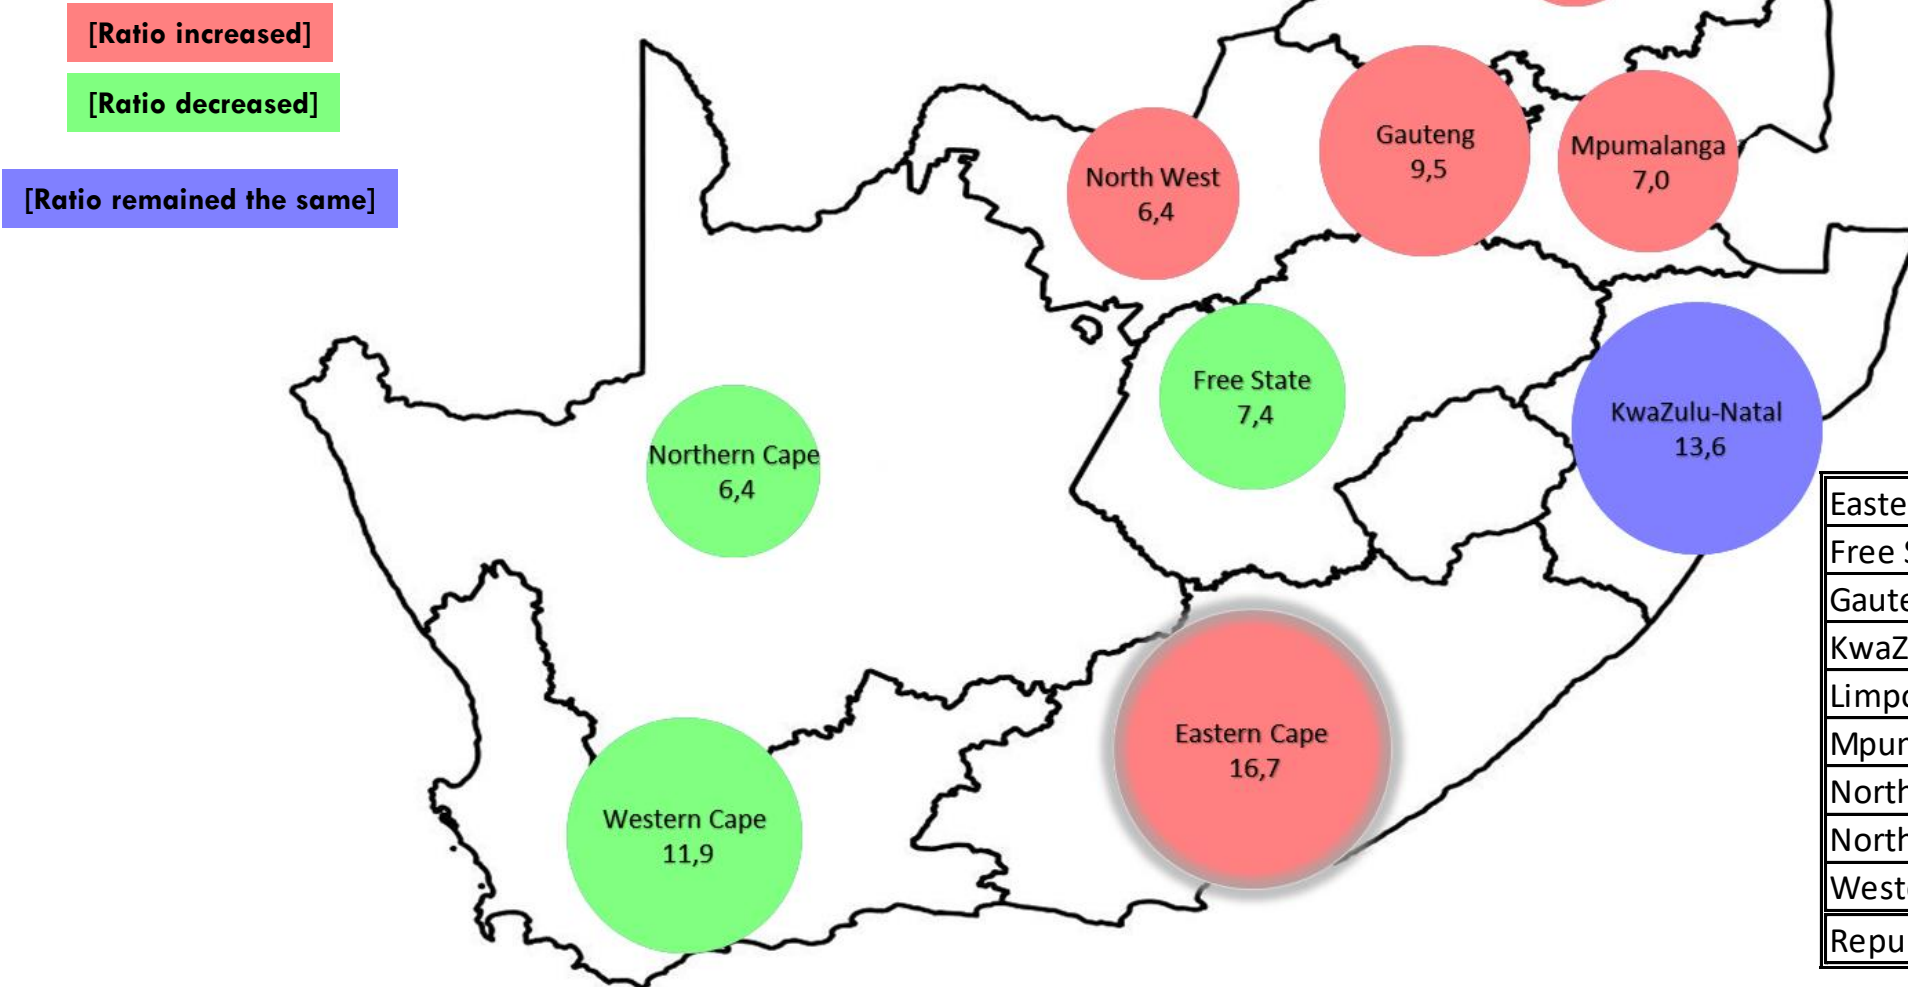 [Ratio increased]
[Ratio decreased]
[Ratio remained the same]
Gauteng
9,5
Mpumalanga
7,0
North West
6,4
Free State
7,4
KwaZulu-Natal
13,6
Northern Cape
6,4
Eastern Cape
16,7
Western Cape
11,9
Free